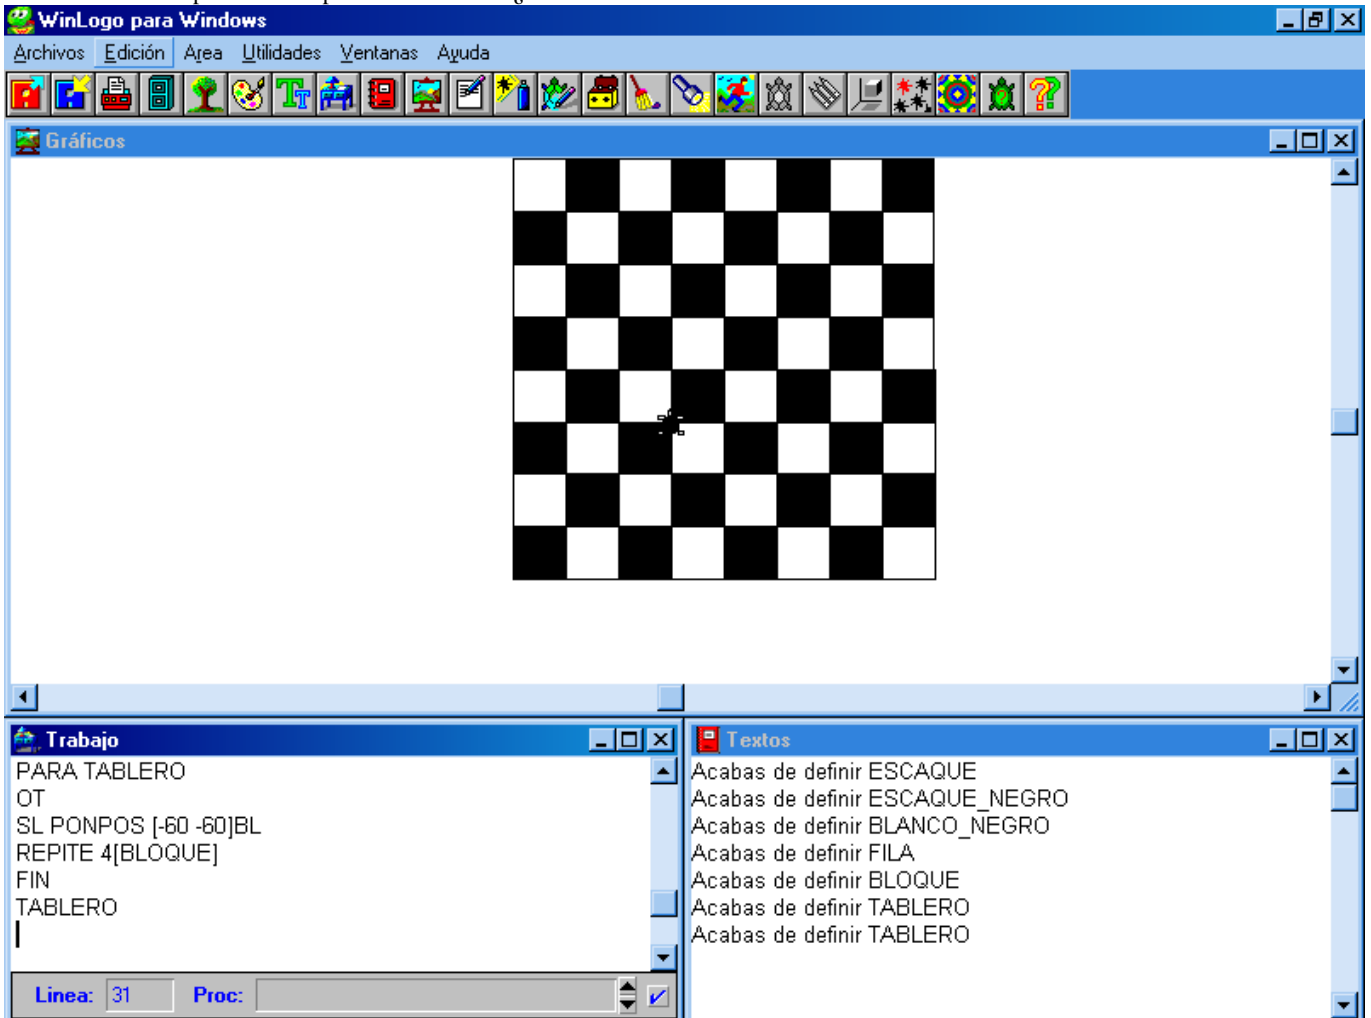 WinLogo para Windows
Archivos Edición Area Utilidades Ventanas Ayuda
Gráficos
Trabajo
PARA TABLERO
OT
SL PONPOS [-60 -60]BL
REPITE 4[BLOQUE]
FIN
TABLERO
Linea: 31 Proc:
Textos
Acabas de definir ESCAQUE
Acabas de definir ESCAQUE_NEGRO
Acabas de definir BLANCO_NEGRO
Acabas de definir FILA
Acabas de definir BLOQUE
Acabas de definir TABLERO
Acabas de definir TABLERO